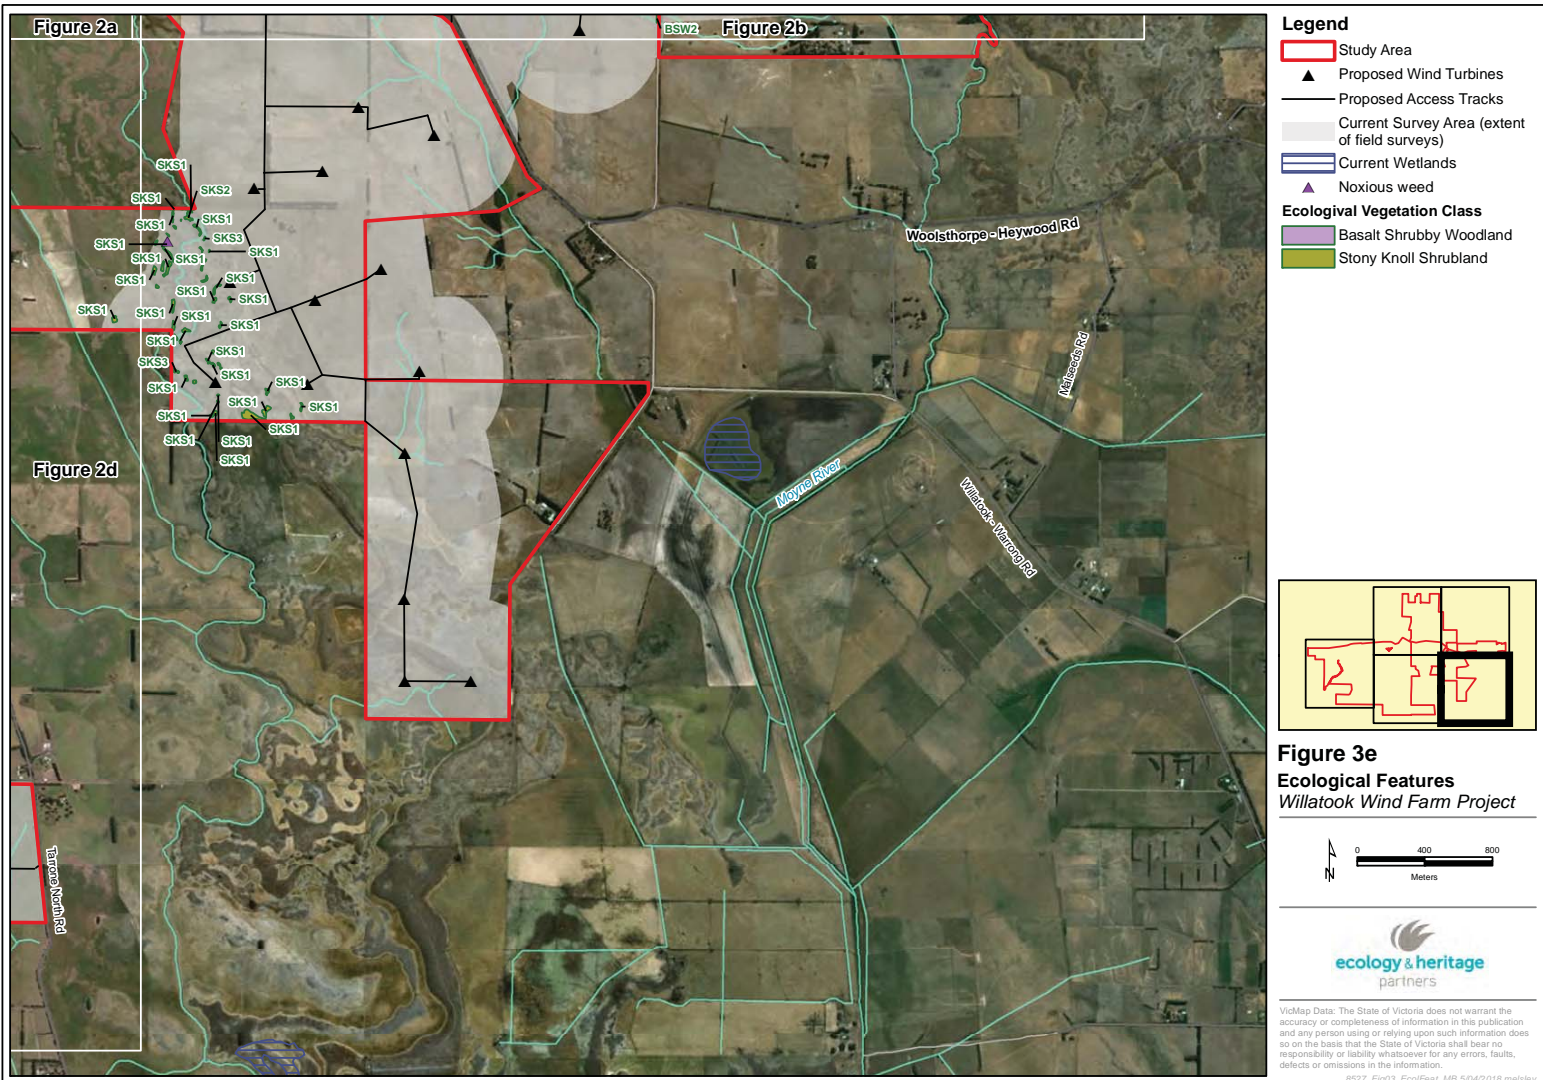 Figure 2a
BSW2
Figure 2b
SKS1
SKS2
SKS1
SKS1
SKS1
SKS3
SKS1
SKS1
SKS1
SKS1
SKS1
SKS1
SKS1
SKS1
SKS1
SKS1
SKS1
SKS1
SKS1
SKS3
SKS1
SKS1
SKS1
SKS1
SKS1
SKS1
SKS1
SKS1
SKS1
SKS1
SKS1
Figure 2d
Woolsthorpe - Heywood Rd
Malseeds Rd
Moyne River
Willatook - Warrong Rd
Tarrone North Rd
Legend
Study Area
Proposed Wind Turbines
Proposed Access Tracks
Current Survey Area (extent
of field surveys)
Current Wetlands
Noxious weed
Ecologival Vegetation Class
Basalt Shrubby Woodland
Stony Knoll Shrubland
Figure 3e
Ecological Features
Willatook Wind Farm Project
N
0 400 800
Meters
ecology & heritage
partners
VicMap Data: The State of Victoria does not warrant the
accuracy or completeness of information in this publication
and any person using or relying upon such information does
so on the basis that the State of Victoria shall bear no
responsibility or liability whatsoever for any errors, faults,
defects or omissions in the information.
8527_Fig03_EcolFeat_MB 5/04/2018 melsley